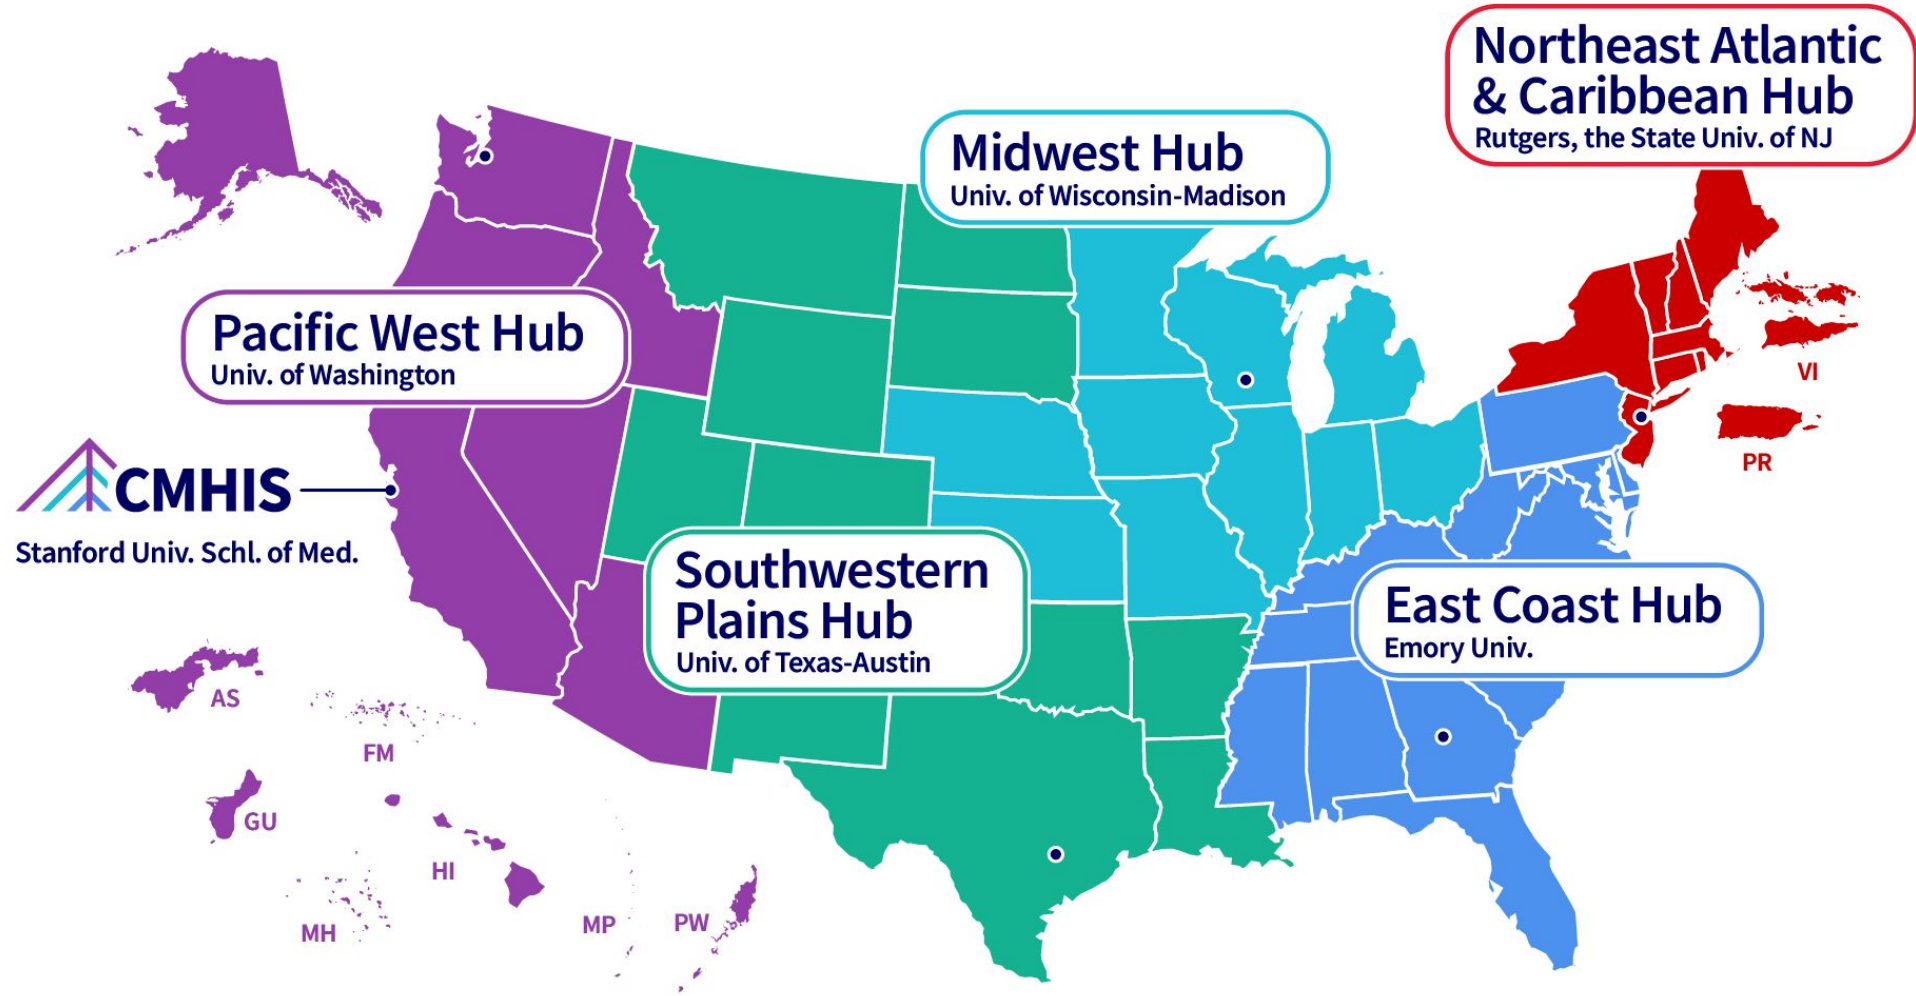 Northeast Atlantic
& Caribbean Hub
Rutgers, the State Univ. of NJ
Midwest Hub
Univ. of Wisconsin-Madison
Pacific West Hub
Univ. of Washington
VI
PR
CMHIS
Stanford Univ. Schl. of Med.
Southwestern
Plains Hub
Univ. of Texas-Austin
East Coast Hub
Emory Univ.
AS
FM
GU
HI
MH
MP
PW